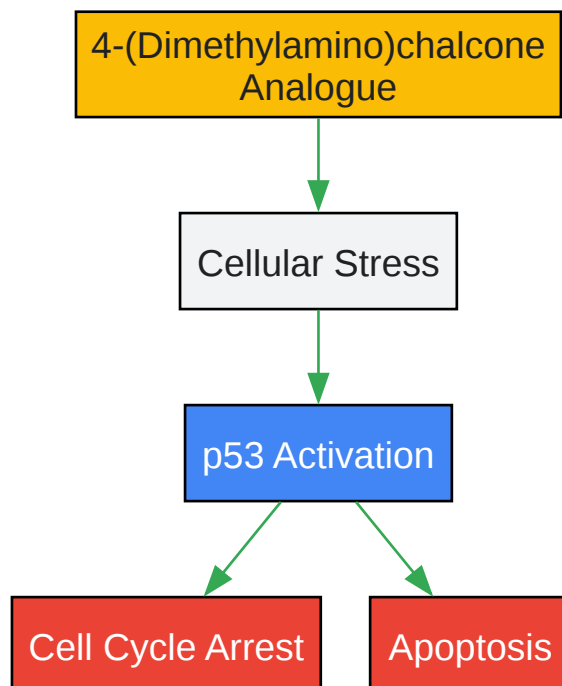 4-(Dimethylamino)chalcone
Analogue
Cellular Stress
p53 Activation
Cell Cycle Arrest
Apoptosis